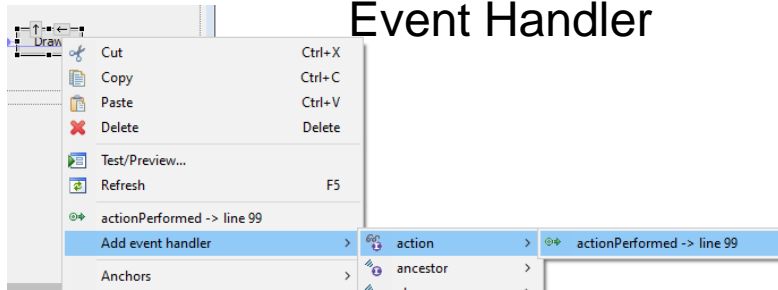 Event Handler
Draw
Cut Ctrl+X
Copy Ctrl+C
Paste Ctrl+V
Delete Delete
Test/Preview...
Refresh F5
actionPerformed -> line 99
Add event handler > action > actionPerformed -> line 99
Anchors > ancestor >